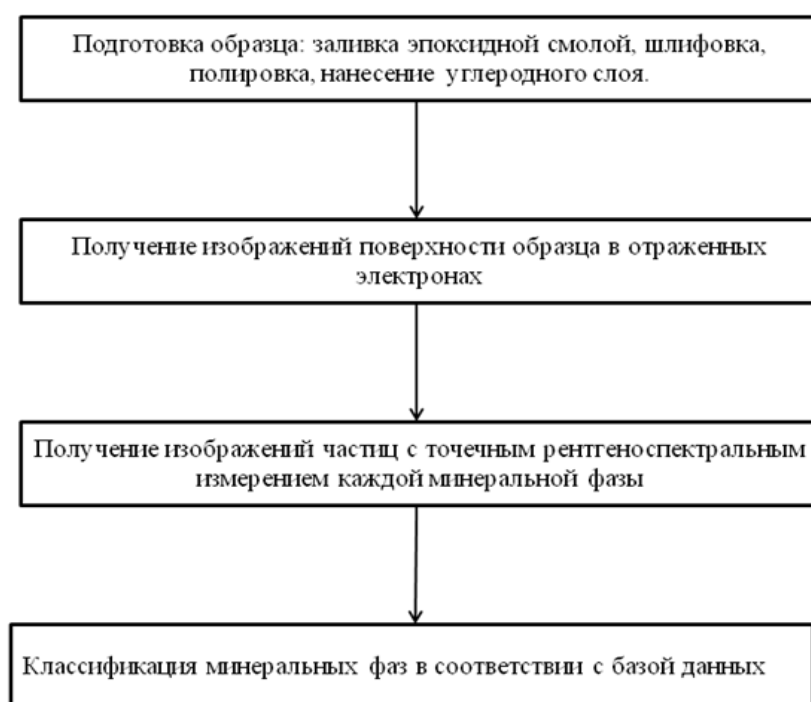 Подготовка образца: заливка эпоксидной смолой, шлифовка,
полировка, нанесение углеродного слоя.
Получение изображений поверхности образца в отраженных
электронах
Получение изображений частиц с точечным рентгеноспектральным
измерением каждой минеральной фазы
Классификация минеральных фаз в соответствии с базой данных